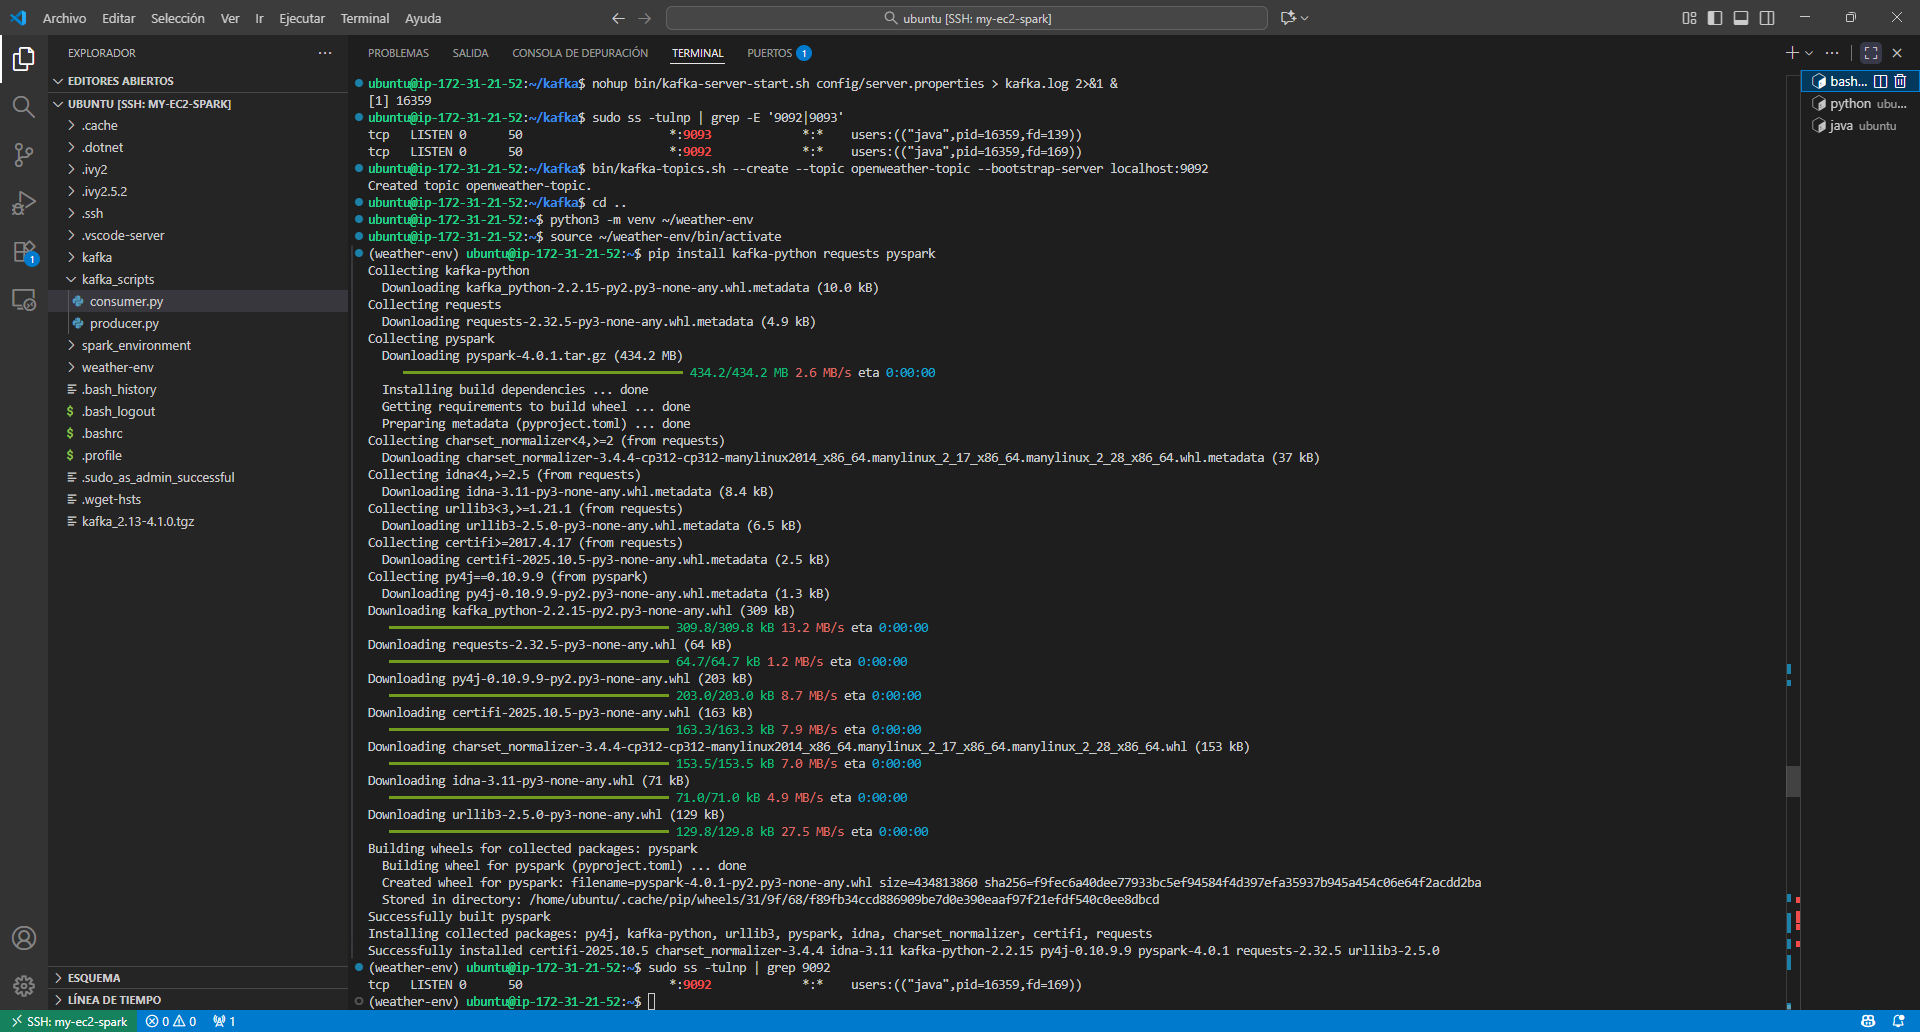 Archivo Editar Selección Ver Ir Ejecutar Terminal Ayuda
ubuntu [SSH: my-ec2-spark]
EXPLORADOR
EDITORES ABIERTOS
UBUNTU [SSH: MY-EC2-SPARK]
.cache
.dotnet
.ivy2
.ivy2.5.2
.ssh
.vscode-server
kafka
kafka_scripts
consumer.py
producer.py
spark_environment
weather-env
.bash_history
$ .bash_logout
$ .bashrc
$ .profile
.sudo_as_admin_successful
.wget-hsts
kafka_2.13-4.1.0.tgz
ESQUEMA
LÍNEA DE TIEMPO
1
PROBLEMAS SALIDA CONSOLA DE DEPURACIÓN TERMINAL PUERTOS 1
ubuntu@ip-172-31-21-52:~/kafka$ nohup bin/kafka-server-start.sh config/server.properties > kafka.log 2>&1 &
[1] 16359
ubuntu@ip-172-31-21-52:~/kafka$ sudo ss -tulnp | grep -E '9092|9093'
tcp LISTEN 0 50 *:9093 *:* users:(("java",pid=16359,fd=139))
tcp LISTEN 0 50 *:9092 *:* users:(("java",pid=16359,fd=169))
ubuntu@ip-172-31-21-52:~/kafka$ bin/kafka-topics.sh --create --topic openweather-topic --bootstrap-server localhost:9092
Created topic openweather-topic.
ubuntu@ip-172-31-21-52:~/kafka$ cd ..
ubuntu@ip-172-31-21-52:~$ python3 -m venv ~/weather-env
ubuntu@ip-172-31-21-52:~$ source ~/weather-env/bin/activate
(weather-env) ubuntu@ip-172-31-21-52:~$ pip install kafka-python requests pyspark
Collecting kafka-python
Downloading kafka_python-2.2.15-py2.py3-none-any.whl.metadata (10.0 kB)
Collecting requests
Downloading requests-2.32.5-py3-none-any.whl.metadata (4.9 kB)
Collecting pyspark
Downloading pyspark-4.0.1.tar.gz (434.2 MB)
434.2/434.2 MB 2.6 MB/s eta 0:00:00
Installing build dependencies ... done
Getting requirements to build wheel ... done
Preparing metadata (pyproject.toml) ... done
Collecting charset_normalizer<4,>=2 (from requests)
Downloading charset_normalizer-3.4.4-cp312-cp312-manylinux2014_x86_64.manylinux_2_17_x86_64.manylinux_2_28_x86_64.whl.metadata (37 kB)
Collecting idna<4,>=2.5 (from requests)
Downloading idna-3.11-py3-none-any.whl.metadata (8.4 kB)
Collecting urllib3<3,>=1.21.1 (from requests)
Downloading urllib3-2.5.0-py3-none-any.whl.metadata (6.5 kB)
Collecting certifi>=2017.4.17 (from requests)
Downloading certifi-2025.10.5-py3-none-any.whl.metadata (2.5 kB)
Collecting py4j==0.10.9.9 (from pyspark)
Downloading py4j-0.10.9.9-py2.py3-none-any.whl.metadata (1.3 kB)
Downloading kafka_python-2.2.15-py2.py3-none-any.whl (309 kB)
309.8/309.8 kB 13.2 MB/s eta 0:00:00
Downloading requests-2.32.5-py3-none-any.whl (64 kB)
64.7/64.7 kB 1.2 MB/s eta 0:00:00
Downloading py4j-0.10.9.9-py2.py3-none-any.whl (203 kB)
203.0/203.0 kB 8.7 MB/s eta 0:00:00
Downloading certifi-2025.10.5-py3-none-any.whl (163 kB)
163.3/163.3 kB 7.9 MB/s eta 0:00:00
Downloading charset_normalizer-3.4.4-cp312-cp312-manylinux2014_x86_64.manylinux_2_17_x86_64.manylinux_2_28_x86_64.whl (153 kB)
153.5/153.5 kB 7.0 MB/s eta 0:00:00
Downloading idna-3.11-py3-none-any.whl (71 kB)
71.0/71.0 kB 4.9 MB/s eta 0:00:00
Downloading urllib3-2.5.0-py3-none-any.whl (129 kB)
129.8/129.8 kB 27.5 MB/s eta 0:00:00
Building wheels for collected packages: pyspark
Building wheel for pyspark (pyproject.toml) ... done
Created wheel for pyspark: filename=pyspark-4.0.1-py2.py3-none-any.whl size=434813860 sha256=f9fec6a40dee77933bc5ef94584f4d397efa35937b945a454c06e64f2acdd2ba
Stored in directory: /home/ubuntu/.cache/pip/wheels/31/9f/68/f89fb34ccd886909be7d0e390eaaf97f21efdf540c0ee8dbcd
Successfully built pyspark
Installing collected packages: py4j, kafka-python, urllib3, pyspark, idna, charset_normalizer, certifi, requests
Successfully installed certifi-2025.10.5 charset_normalizer-3.4.4 idna-3.11 kafka-python-2.2.15 py4j-0.10.9.9 pyspark-4.0.1 requests-2.32.5 urllib3-2.5.0
(weather-env) ubuntu@ip-172-31-21-52:~$ sudo ss -tulnp | grep 9092
tcp LISTEN 0 50 *:9092 *:* users:(("java",pid=16359,fd=169))
(weather-env) ubuntu@ip-172-31-21-52:~$
bash...
python ubu...
java ubuntu
SSH: my-ec2-spark 0 0 1